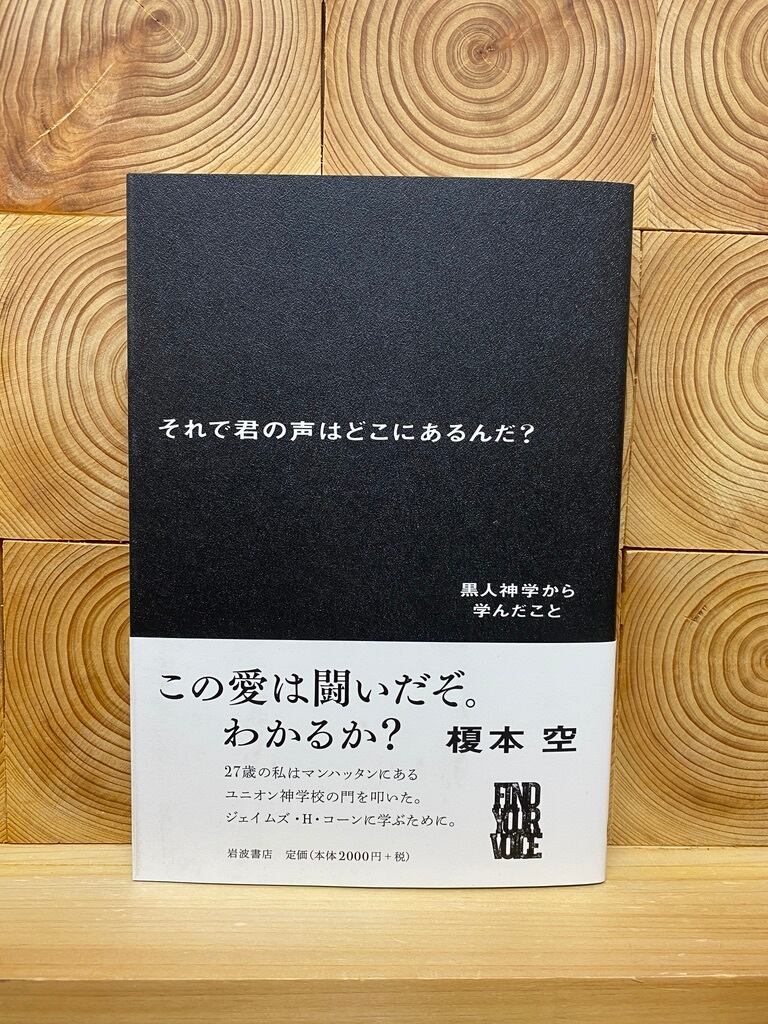 それで君の声はどこにあるんだ?
黒人神学から
学んだこと
この愛は闘いだぞ。
わかるか?
榎本 空
27歳の私はマンハッタンにある
ユニオン神学校の門を叩いた。
ジェイムズ・H・コーンに学ぶために。
FIND
YOUR
VOICE
岩波書店 定価(本体2000円+税)